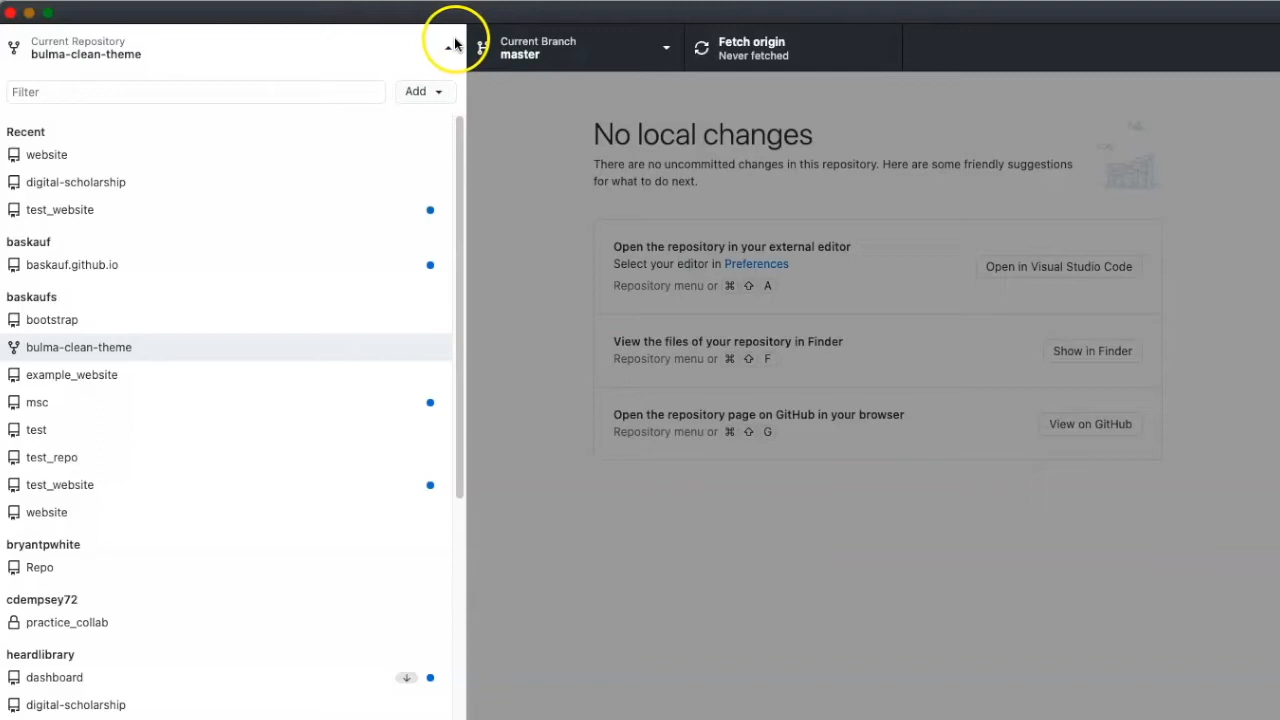 Current Repository
bulma-clean-theme
Current Branch
master
Fetch origin
Never fetched
Filter
Add
Recent
website
digital-scholarship
test_website
baskauf
baskauf.github.io
baskaufs
bootstrap
bulma-clean-theme
example_website
msc
test
test_repo
test_website
website
bryantpwhite
Repo
cdempsey72
practice_collab
heardlibrary
dashboard
digital-scholarship
No local changes
There are no uncommitted changes in this repository. Here are some friendly suggestions
for what to do next.
Open the repository in your external editor
Select your editor in Preferences
Repository menu or ⌘ ⇧ A
Open in Visual Studio Code
View the files of your repository in Finder
Repository menu or ⌘ ⇧ F
Show in Finder
Open the repository page on GitHub in your browser
Repository menu or ⌘ ⇧ G
View on GitHub